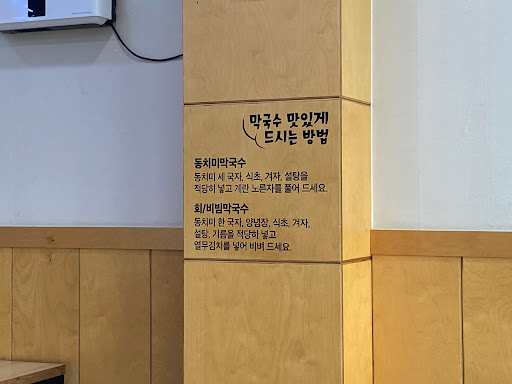 막국수 맛있게
드시는 방법
동치미막국수
동치미 세 국자, 식초, 겨자, 설탕을
적당히 넣고 계란 노른자를 풀어 드세요.
회/비빔막국수
동치미 한 국자, 양념장, 식초, 겨자,
설탕, 기름을 적당히 넣고
열무김치를 넣어 비벼 드세요.